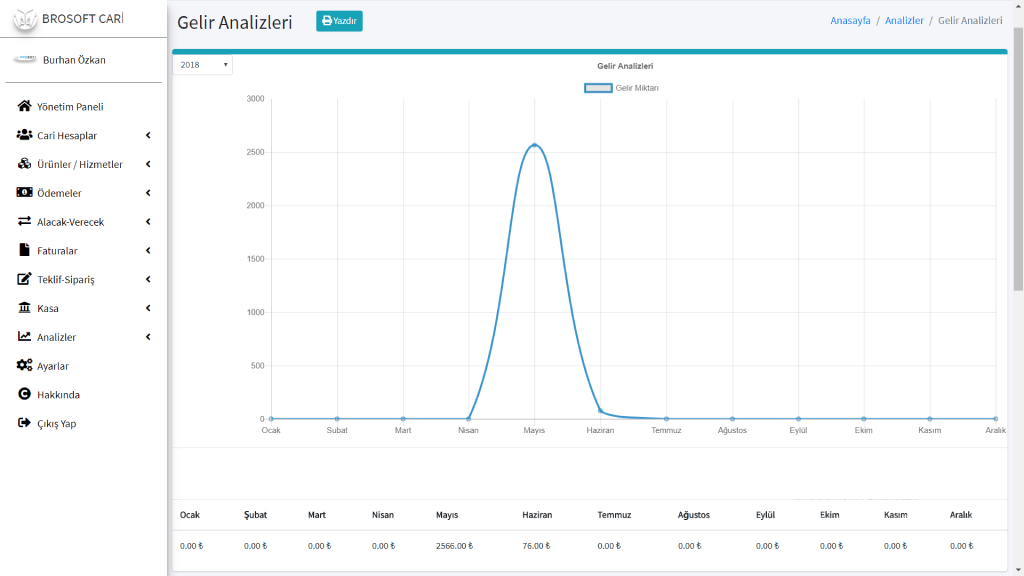 BROSOFT CARİ
Burhan Özkan
Yönetim Paneli
Cari Hesaplar
Ürünler / Hizmetler
Ödemeler
Alacak-Verecek
Faturalar
Teklif-Sipariş
Kasa
Analizler
Ayarlar
Hakkında
Çıkış Yap
Gelir Analizleri
Yazdır
Anasayfa / Analizler / Gelir Analizleri
2018
Gelir Analizleri
Gelir Miktarı
3000
2500
2000
1500
1000
500
0
Ocak Şubat Mart Nisan Mayıs Haziran Temmuz Ağustos Eylül Ekim Kasım Aralık
Ocak Şubat Mart Nisan Mayıs Haziran Temmuz Ağustos Eylül Ekim Kasım Aralık
0.00 ₺ 0.00 ₺ 0.00 ₺ 0.00 ₺ 2566.00 ₺ 76.00 ₺ 0.00 ₺ 0.00 ₺ 0.00 ₺ 0.00 ₺ 0.00 ₺ 0.00 ₺